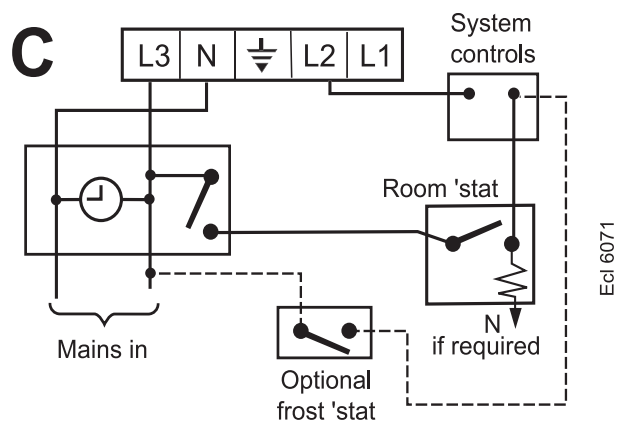 C
L3 N L2 L1
System
controls
Room 'stat
Ecl 6071
N
if required
Mains in
Optional
frost 'stat